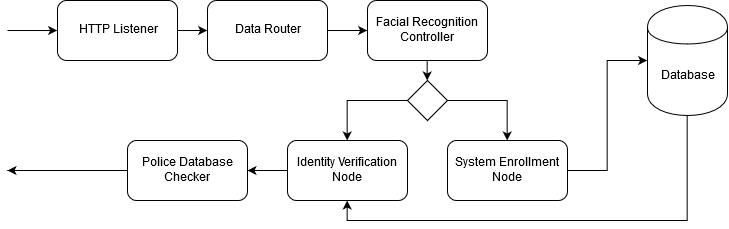 HTTP Listener
Data Router
Facial Recognition
Controller
Database
Police Database
Checker
Identity Verification
Node
System Enrollment
Node